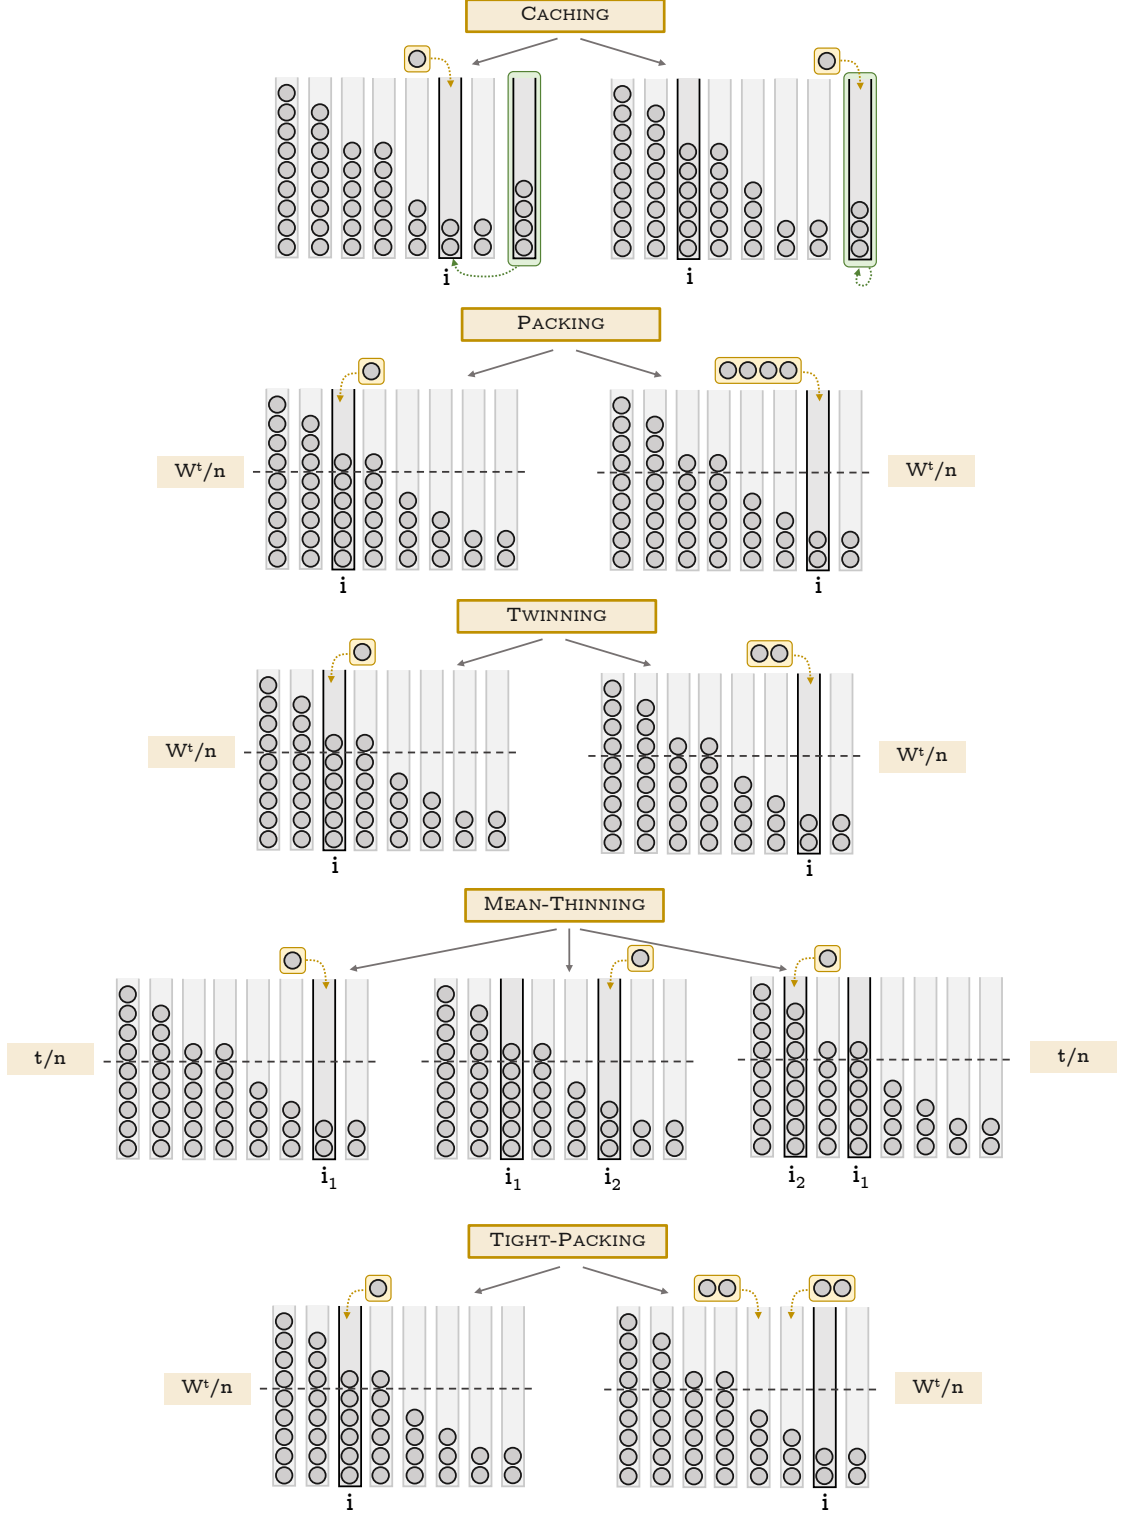 CACHING
i
i
PACKING
Wᵗ/n
Wᵗ/n
i
i
TWINNING
Wᵗ/n
Wᵗ/n
i
i
MEAN-THINNING
t/n
t/n
i₁
i₁
i₂
i₂
i₁
TIGHT-PACKING
Wᵗ/n
Wᵗ/n
i
i